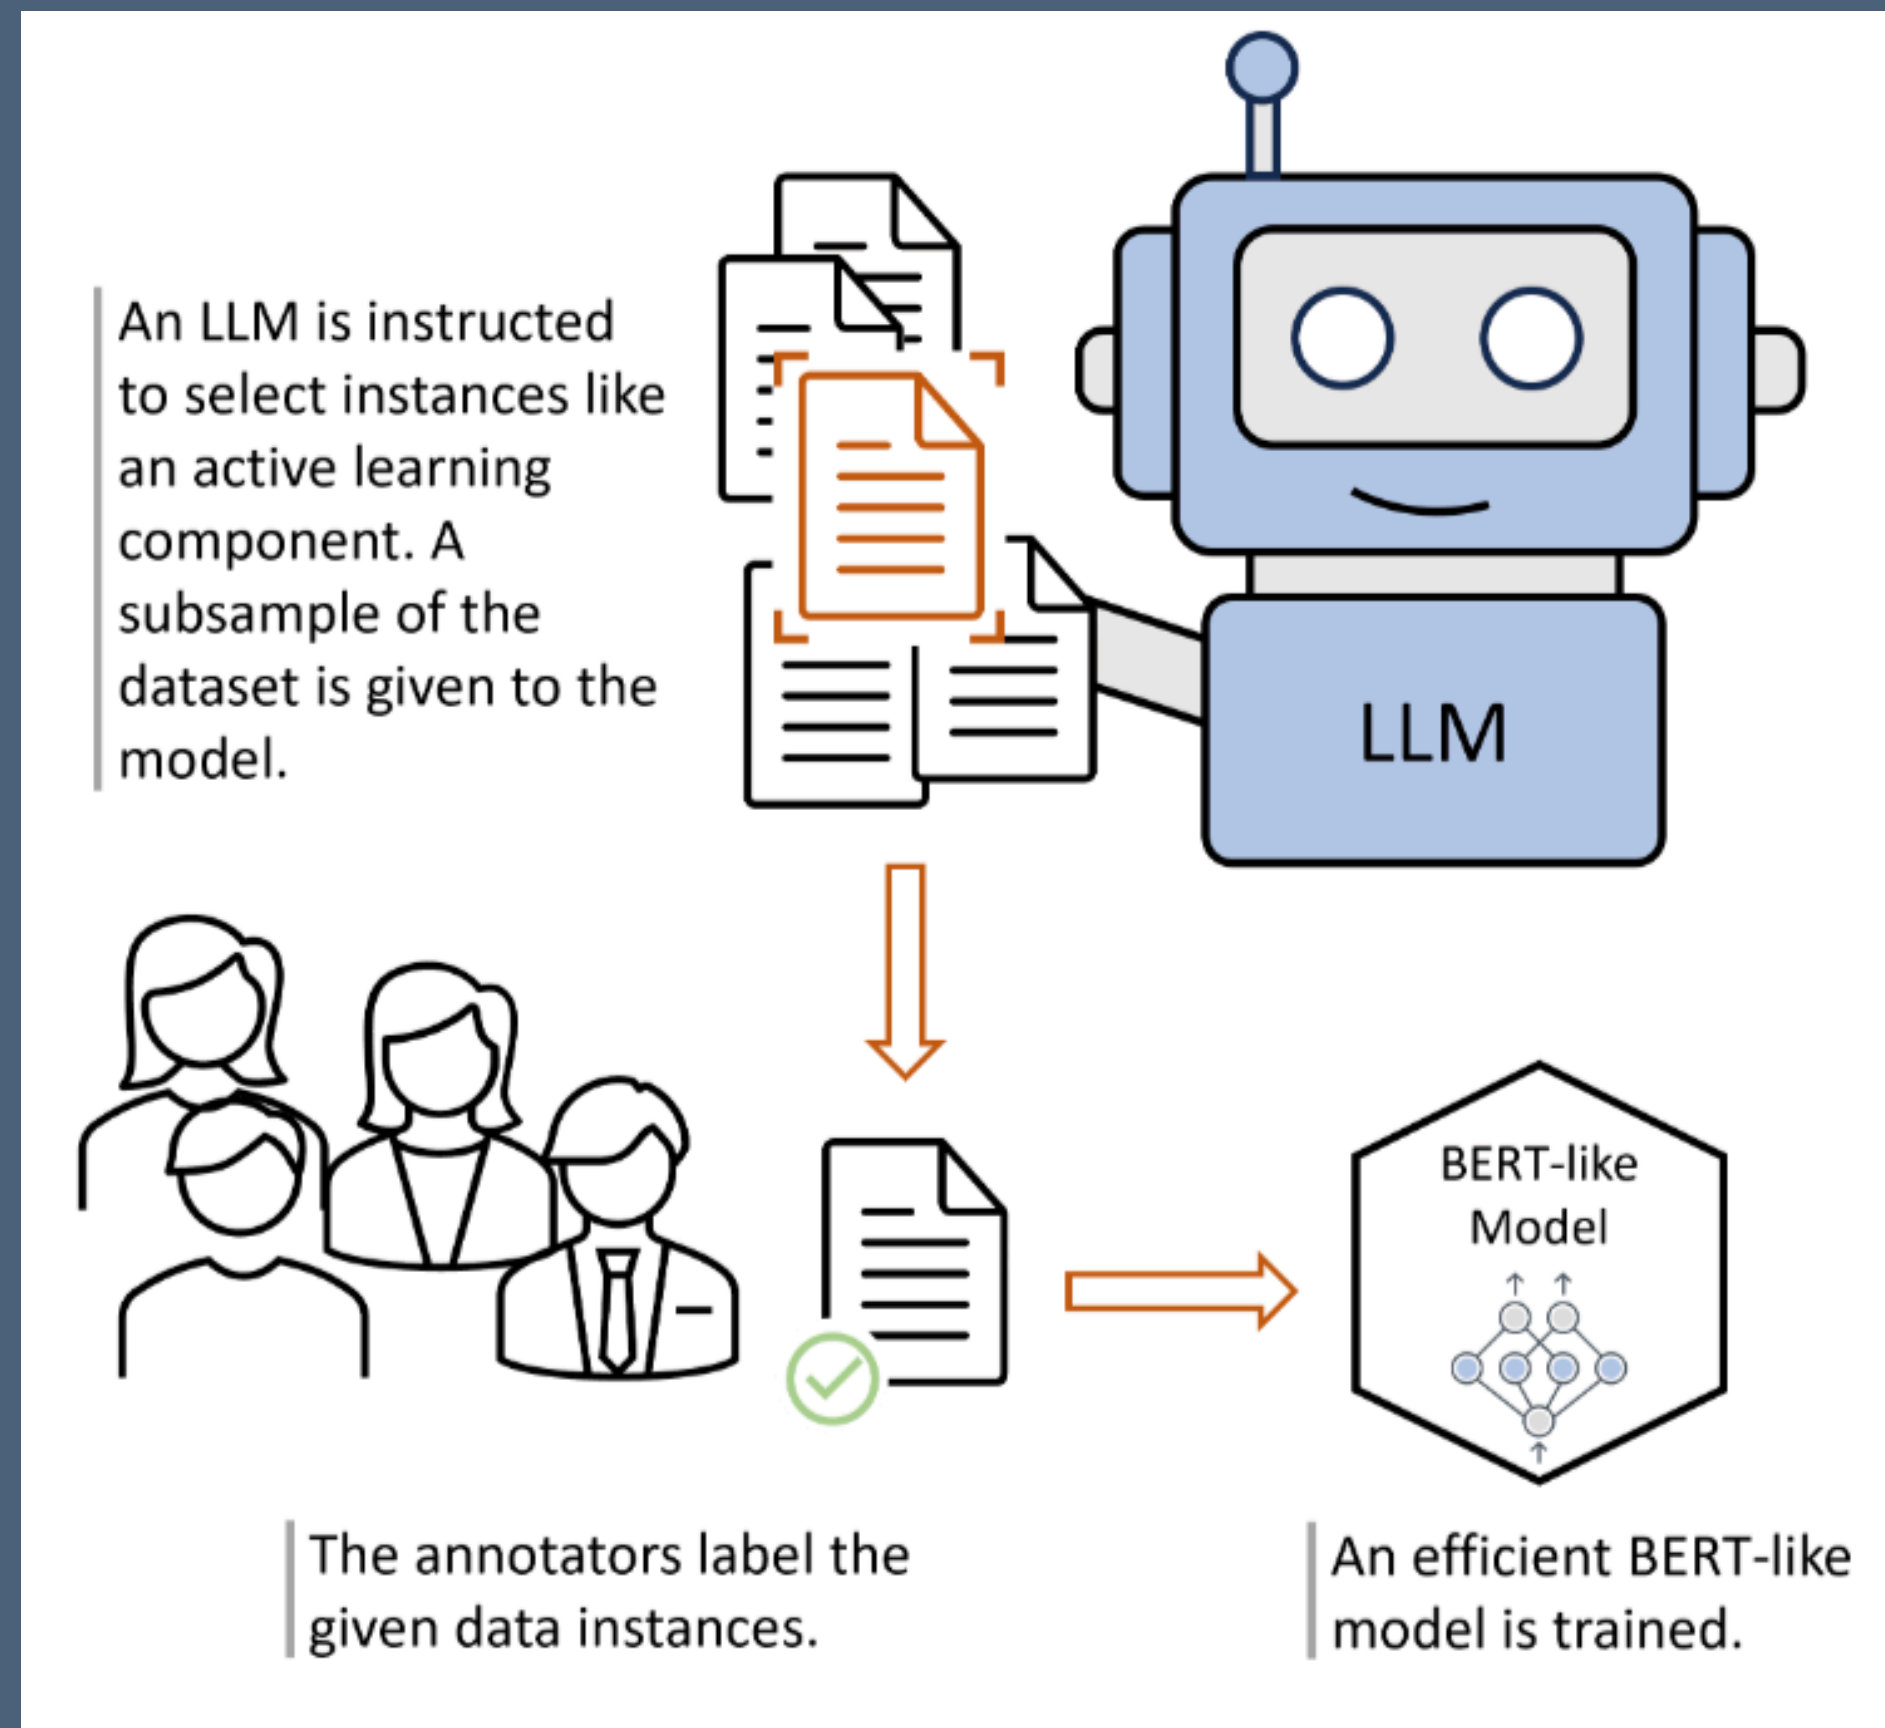 An LLM is instructed
to select instances like
an active learning
component. A
subsample of the
dataset is given to the
model.
LLM
BERT-like
Model
The annotators label the
given data instances.
An efficient BERT-like
model is trained.